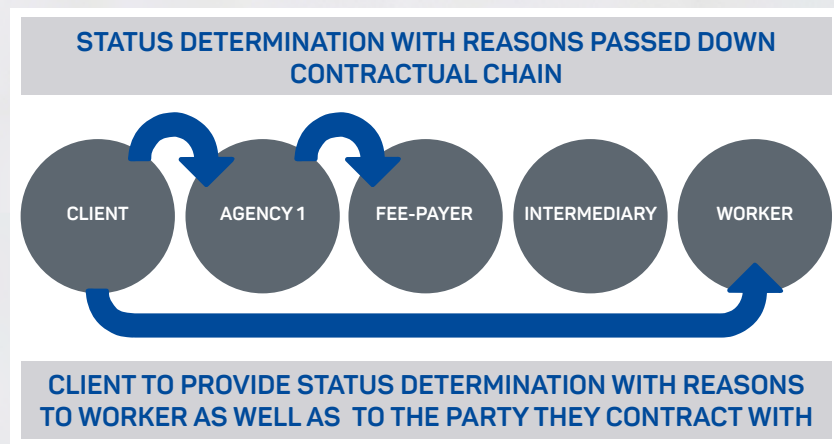 STATUS DETERMINATION WITH REASONS PASSED DOWN
CONTRACTUAL CHAIN
CLIENT
AGENCY 1
FEE-PAYER
INTERMEDIARY
WORKER
CLIENT TO PROVIDE STATUS DETERMINATION WITH REASONS
TO WORKER AS WELL AS TO THE PARTY THEY CONTRACT WITH